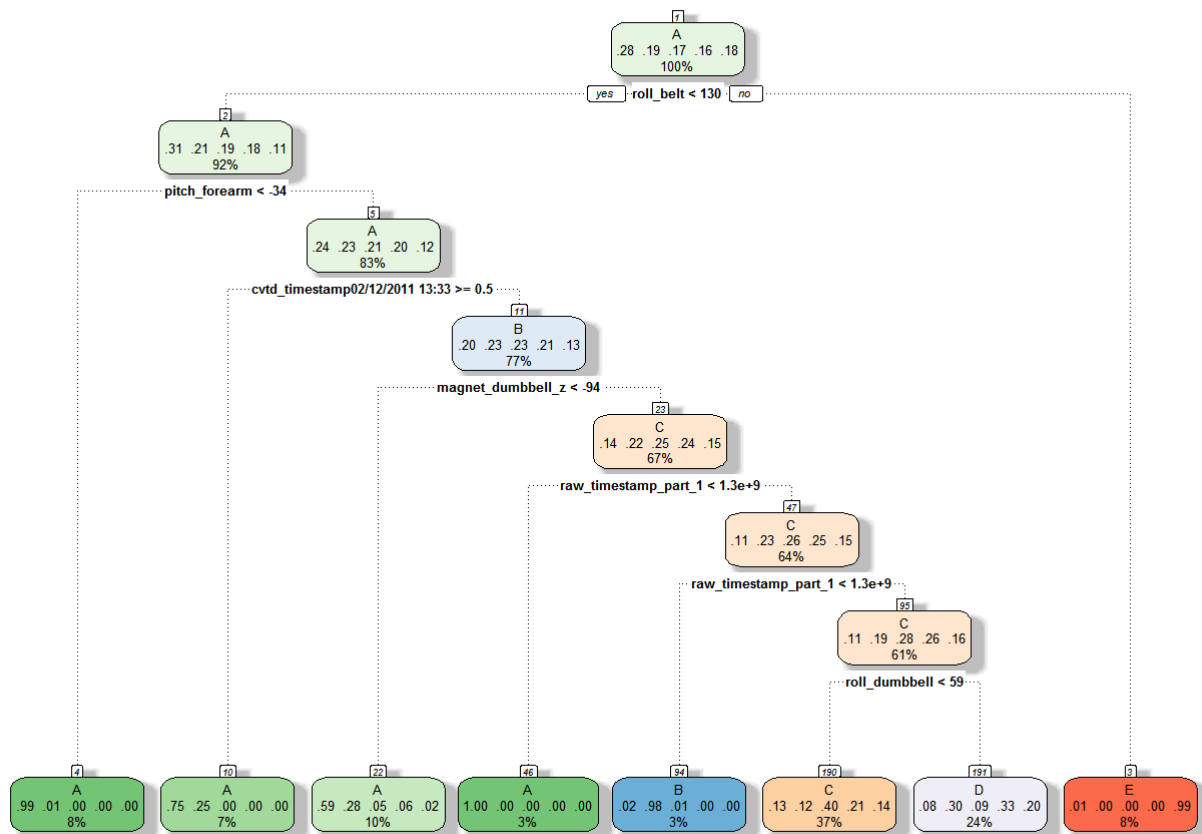 1
A
.28 .19 .17 .16 .18
100%
yes roll_belt < 130 no
2
A
.31 .21 .19 .18 .11
92%
pitch_forearm < -34
5
A
.24 .23 .21 .20 .12
83%
cvtd_timestamp02/12/2011 13:33 >= 0.5
11
B
.20 .23 .23 .21 .13
77%
magnet_dumbbell_z < -94
23
C
.14 .22 .25 .24 .15
67%
raw_timestamp_part_1 < 1.3e+9
47
C
.11 .23 .26 .25 .15
64%
raw_timestamp_part_1 < 1.3e+9
95
C
.11 .19 .28 .26 .16
61%
roll_dumbbell < 59
4
A
.99 .01 .00 .00 .00
8%
10
A
.75 .25 .00 .00 .00
7%
22
A
.59 .28 .05 .06 .02
10%
46
A
1.00 .00 .00 .00 .00
3%
94
B
.02 .98 .01 .00 .00
3%
190
C
.13 .12 .40 .21 .14
37%
191
D
.08 .30 .09 .33 .20
24%
3
E
.01 .00 .00 .00 .99
8%